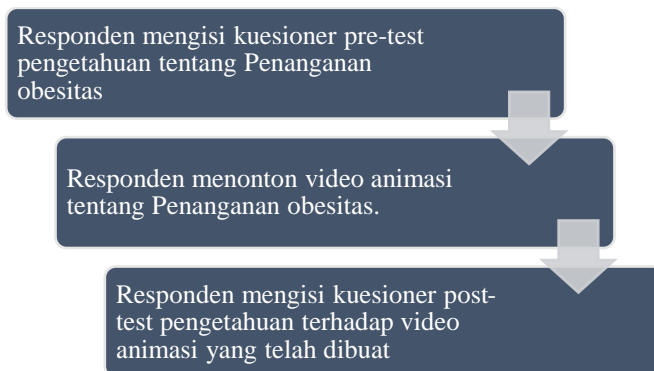 Responden mengisi kuesioner pre-test
pengetahuan tentang Penanganan
obesitas
Responden menonton video animasi
tentang Penanganan obesitas.
Responden mengisi kuesioner post-
test pengetahuan terhadap video
animasi yang telah dibuat